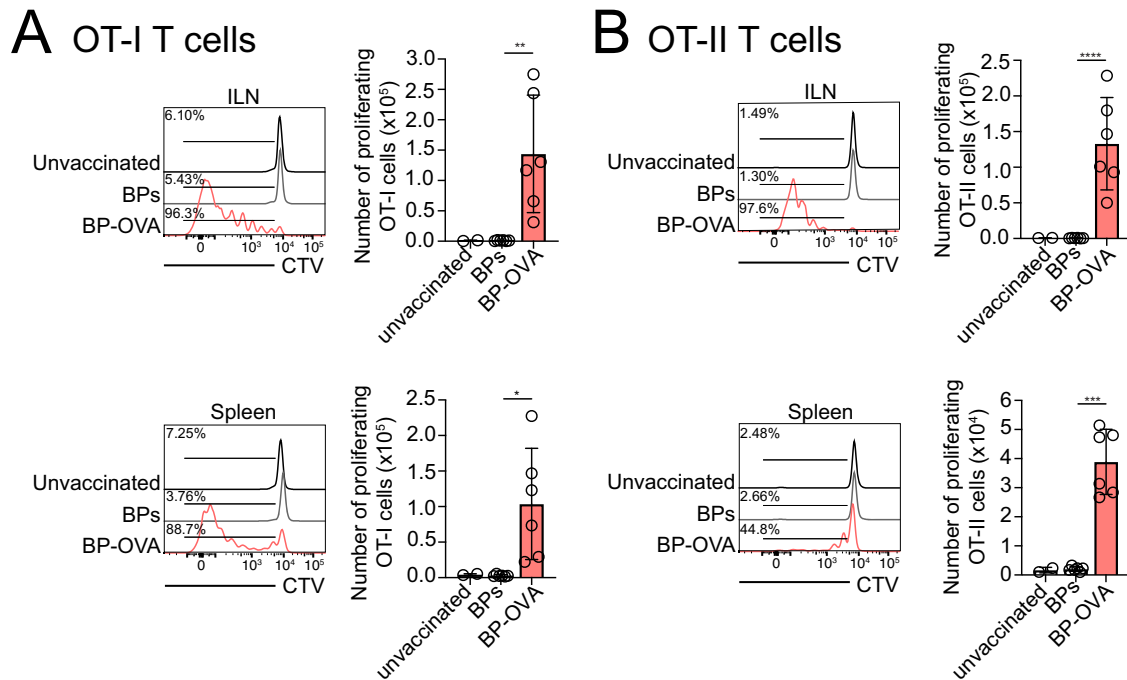 A OT-I T cells
ILN
6.10%
Unvaccinated
5.43%
BPs
96.3%
BP-OVA
0 10³ 10⁴ 10⁵
CTV
Number of proliferating
OT-I cells (x10⁵)
**
3.0
2.5
2.0
1.5
1.0
0.5
0.0
unvaccinated
BPs
BP-OVA
Spleen
7.25%
Unvaccinated
3.76%
BPs
88.7%
BP-OVA
0 10³ 10⁴ 10⁵
CTV
Number of proliferating
OT-I cells (x10⁵)
*
2.5
2.0
1.5
1.0
0.5
0.0
unvaccinated
BPs
BP-OVA
B OT-II T cells
ILN
1.49%
Unvaccinated
1.30%
BPs
97.6%
BP-OVA
0 10³ 10⁴ 10⁵
CTV
Number of proliferating
OT-II cells (x10⁵)
****
2.5
2.0
1.5
1.0
0.5
0.0
unvaccinated
BPs
BP-OVA
Spleen
2.48%
Unvaccinated
2.66%
BPs
44.8%
BP-OVA
0 10³ 10⁴ 10⁵
CTV
Number of proliferating
OT-II cells (x10⁴)
***
6
5
4
3
2
1
0
unvaccinated
BPs
BP-OVA